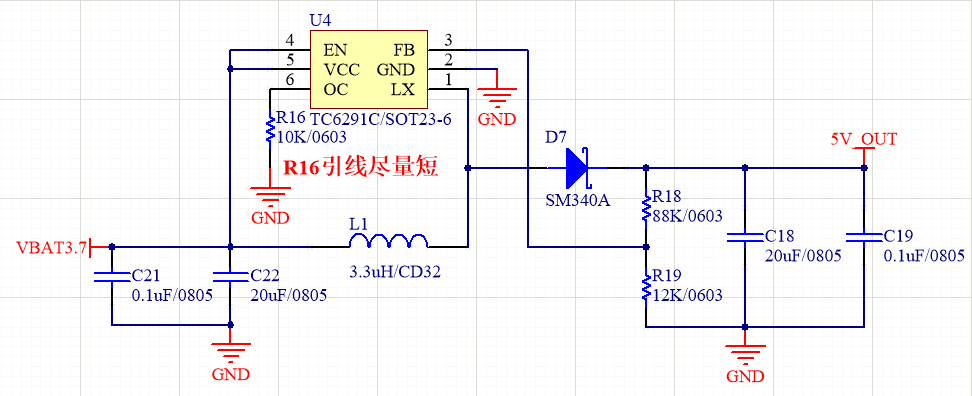 U4
4
EN
FB
3
5
VCC
GND
2
6
OC
LX
1
TC6291C/SOT23-6
R16
10K/0603
GND
R16引线尽量短
GND
D7
SM340A
5V_OUT
R18
88K/0603
L1
3.3uH/CD32
VBAT3.7
C21
0.1uF/0805
C22
20uF/0805
R19
12K/0603
C18
20uF/0805
C19
0.1uF/0805
GND
GND